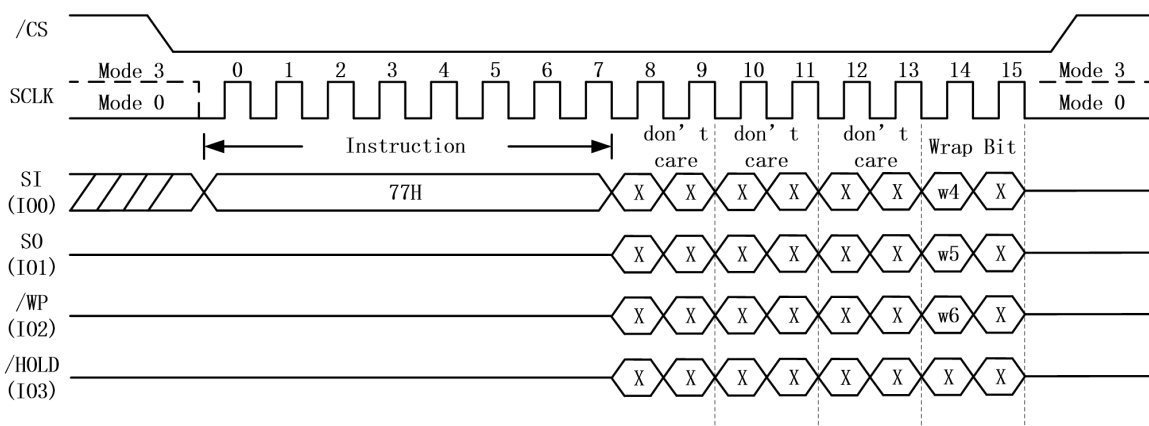 /CS
Mode 3 0 1 2 3 4 5 6 7 8 9 10 11 12 13 14 15 Mode 3
SCLK Mode 0 Mode 0
Instruction don't care don't care don't care Wrap Bit
SI
(IO0) 77H X X X X X X w4 X
SO
(IO1) X X X X X X w5 X
/WP
(IO2) X X X X X X w6 X
/HOLD
(IO3) X X X X X X X X